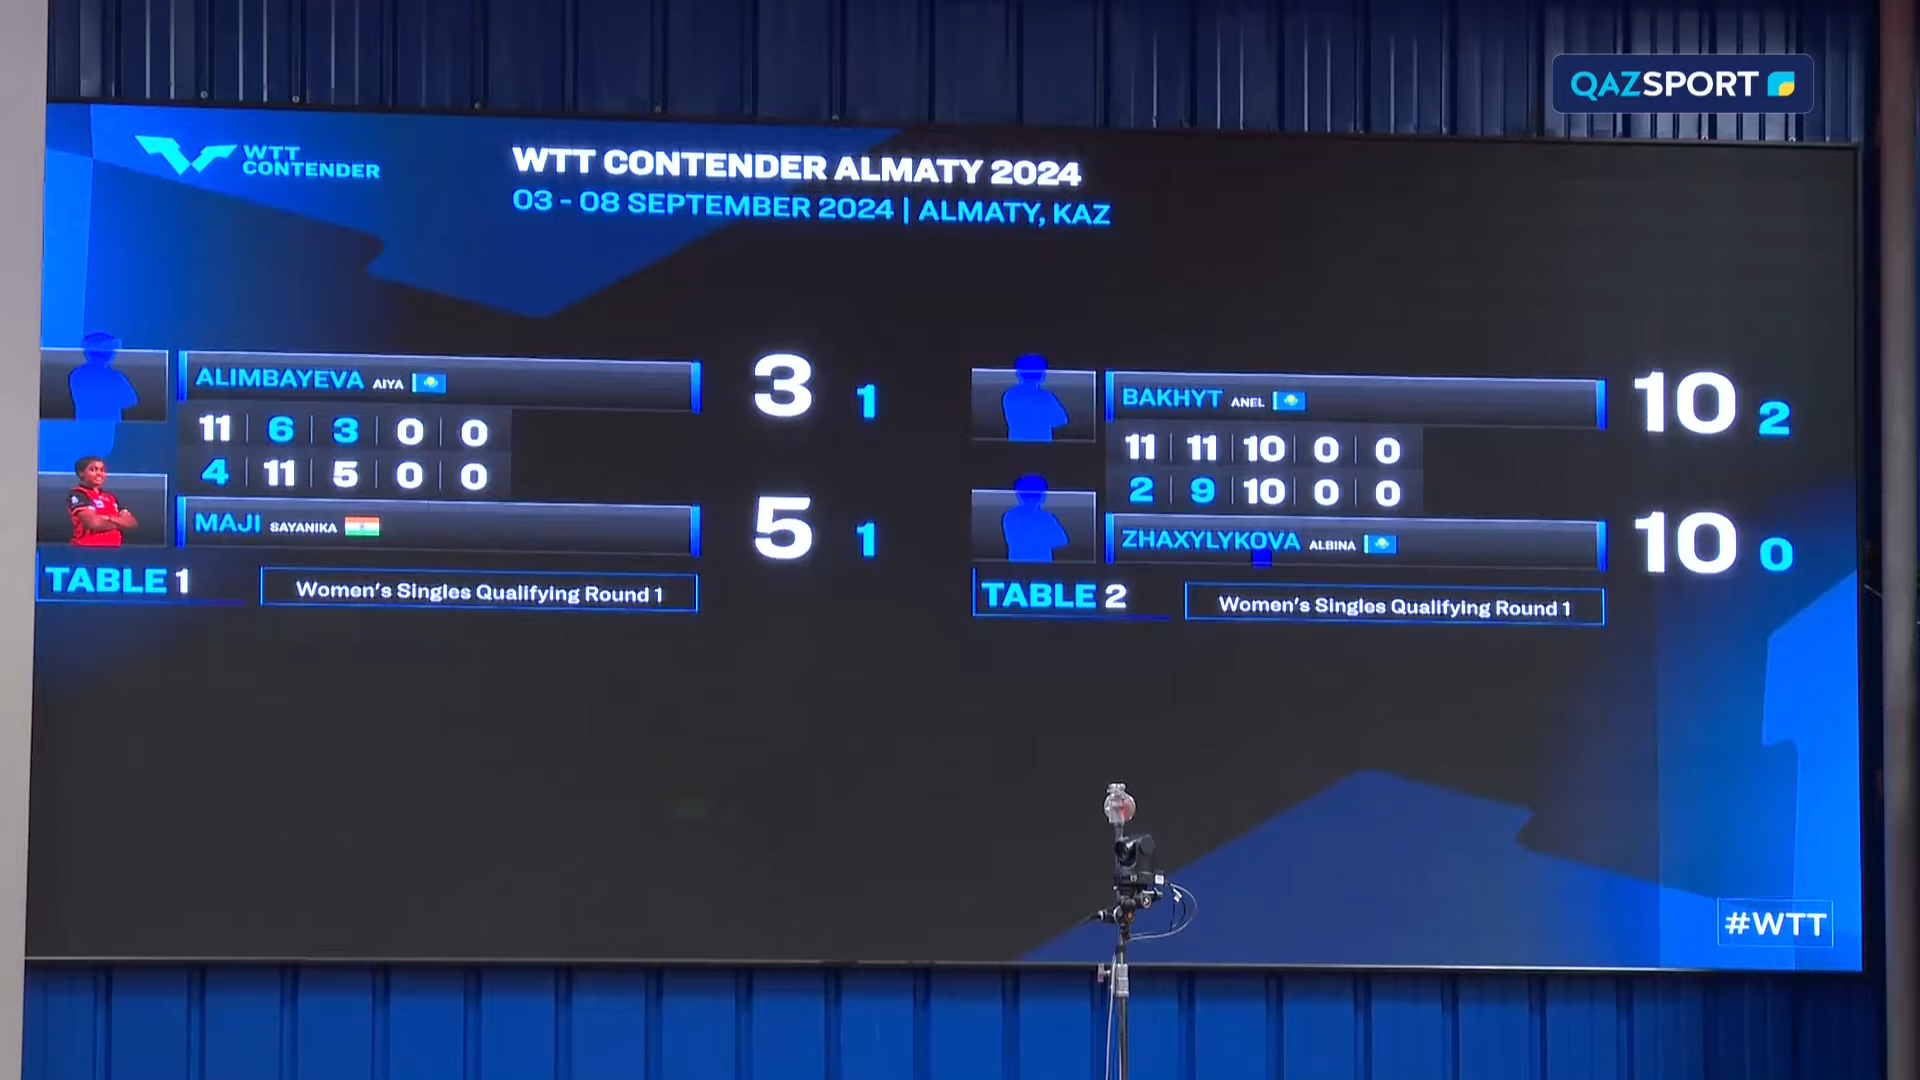 QAZSPORT
WTT
CONTENDER
WTT CONTENDER ALMATY 2024
03 - 08 SEPTEMBER 2024 | ALMATY, KAZ
ALIMBAYEVA AIYA 3 1
11 6 3 0 0
4 11 5 0 0
MAJI SAYANIKA 5 1
TABLE 1 Women's Singles Qualifying Round 1
BAKHYT ANEL 10 2
11 11 10 0 0
2 9 10 0 0
ZHAXYLYKOVA ALBINA 10 0
TABLE 2 Women's Singles Qualifying Round 1
#WTT